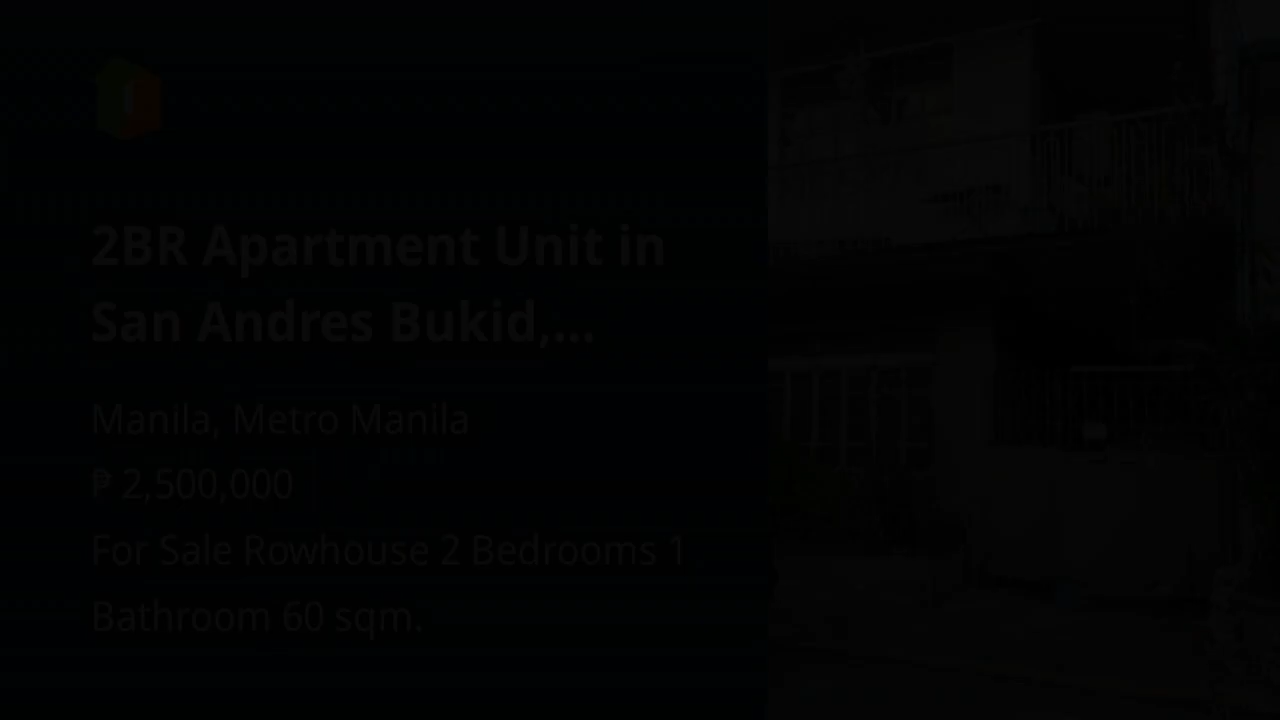 2BR Apartment Unit in
San Andres Bukid,...
Manila, Metro Manila
₱ 2,500,000
For Sale Rowhouse 2 Bedrooms 1
Bathroom 60 sqm.